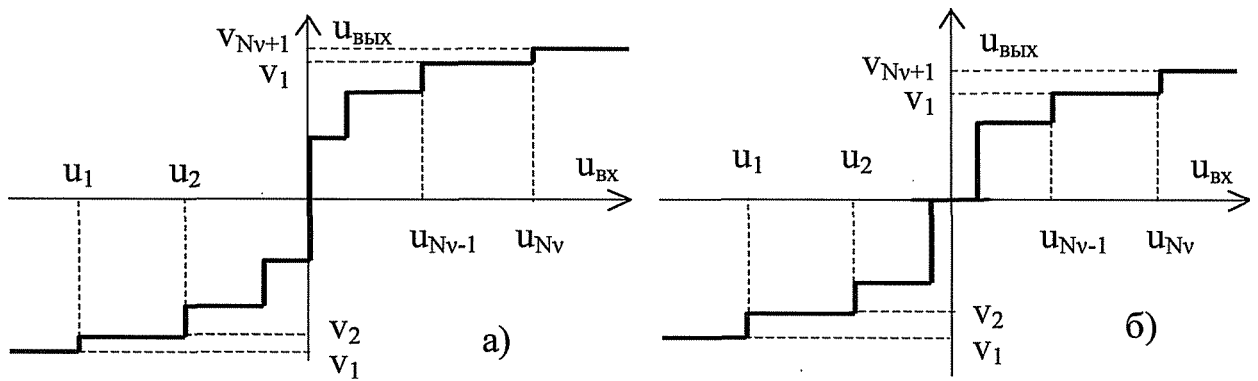 v_{Nv+1} u_{вых}
v_1
u_1 u_2 u_{вх}
u_{Nv-1} u_{Nv}
v_2
v_1
а)
u_{вых}
v_{Nv+1}
v_1
u_1 u_2 u_{вх}
u_{Nv-1} u_{Nv}
v_2
v_1
б)